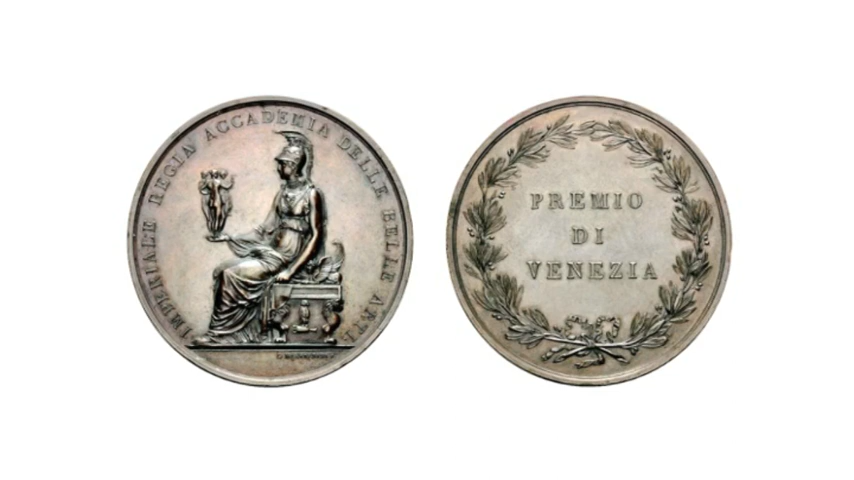 IMPERIALE REGIA ACCADEMIA DELLE BELLE ARTI
PREMIO
DI
VENEZIA